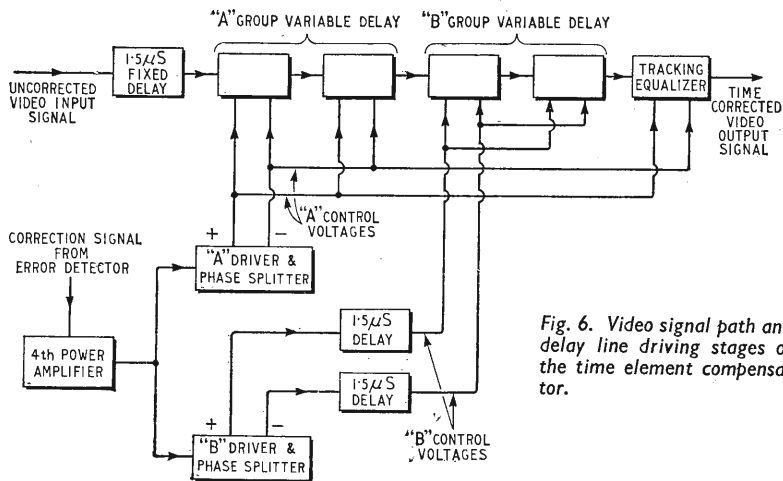 "A" GROUP VARIABLE DELAY
"B" GROUP VARIABLE DELAY
1·5μS
FIXED
DELAY
TRACKING
EQUALIZER
UNCORRECTED
VIDEO INPUT
SIGNAL
TIME
CORRECTED
VIDEO
OUTPUT
SIGNAL
"A" CONTROL
VOLTAGES
CORRECTION SIGNAL
FROM
ERROR DETECTOR
+ −
"A" DRIVER &
PHASE SPLITTER
4th POWER
AMPLIFIER
1·5μS
DELAY
1·5μS
DELAY
+ −
"B" DRIVER &
PHASE SPLITTER
"B" CONTROL
VOLTAGES
Fig. 6. Video signal path an
delay line driving stages o
the time element compensa
tor.